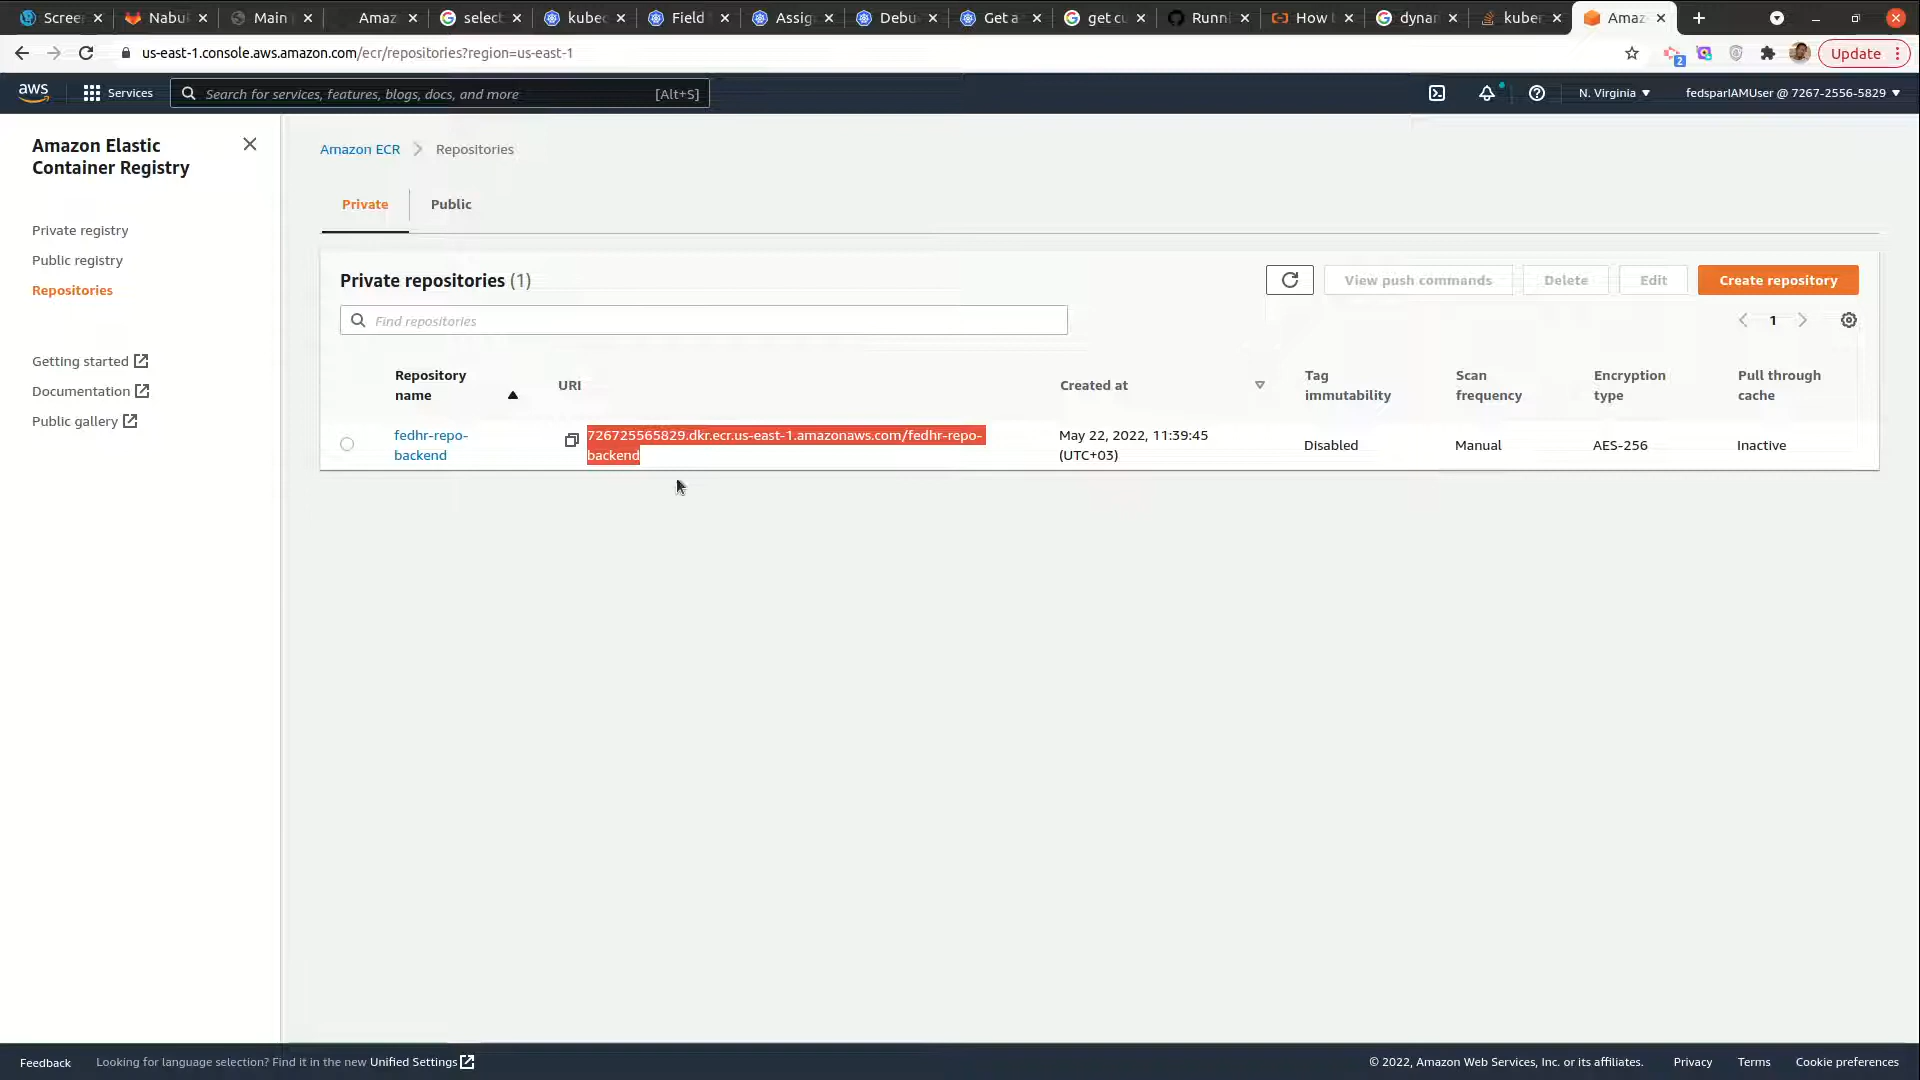 Scree
Nabu
Main
Amaz
select
kubec
Field
Assig
Debu
Get a
get cu
Runni
How
dynar
kuber
Amaz
us-east-1.console.aws.amazon.com/ecr/repositories?region=us-east-1
2
Update
aws
Services
Search for services, features, blogs, docs, and more
[Alt+S]
N. Virginia
fedsparIAMUser @ 7267-2556-5829
Amazon Elastic
Container Registry
Private registry
Public registry
Repositories
Getting started
Documentation
Public gallery
Amazon ECR
Repositories
Private
Public
Private repositories (1)
View push commands
Delete
Edit
Create repository
Find repositories
1
Repository
name
URI
Created at
Tag
immutability
Scan
frequency
Encryption
type
Pull through
cache
fedhr-repo-
backend
726725565829.dkr.ecr.us-east-1.amazonaws.com/fedhr-repo-
backend
May 22, 2022, 11:39:45
(UTC+03)
Disabled
Manual
AES-256
Inactive
Feedback
Looking for language selection? Find it in the new Unified Settings
© 2022, Amazon Web Services, Inc. or its affiliates.
Privacy
Terms
Cookie preferences